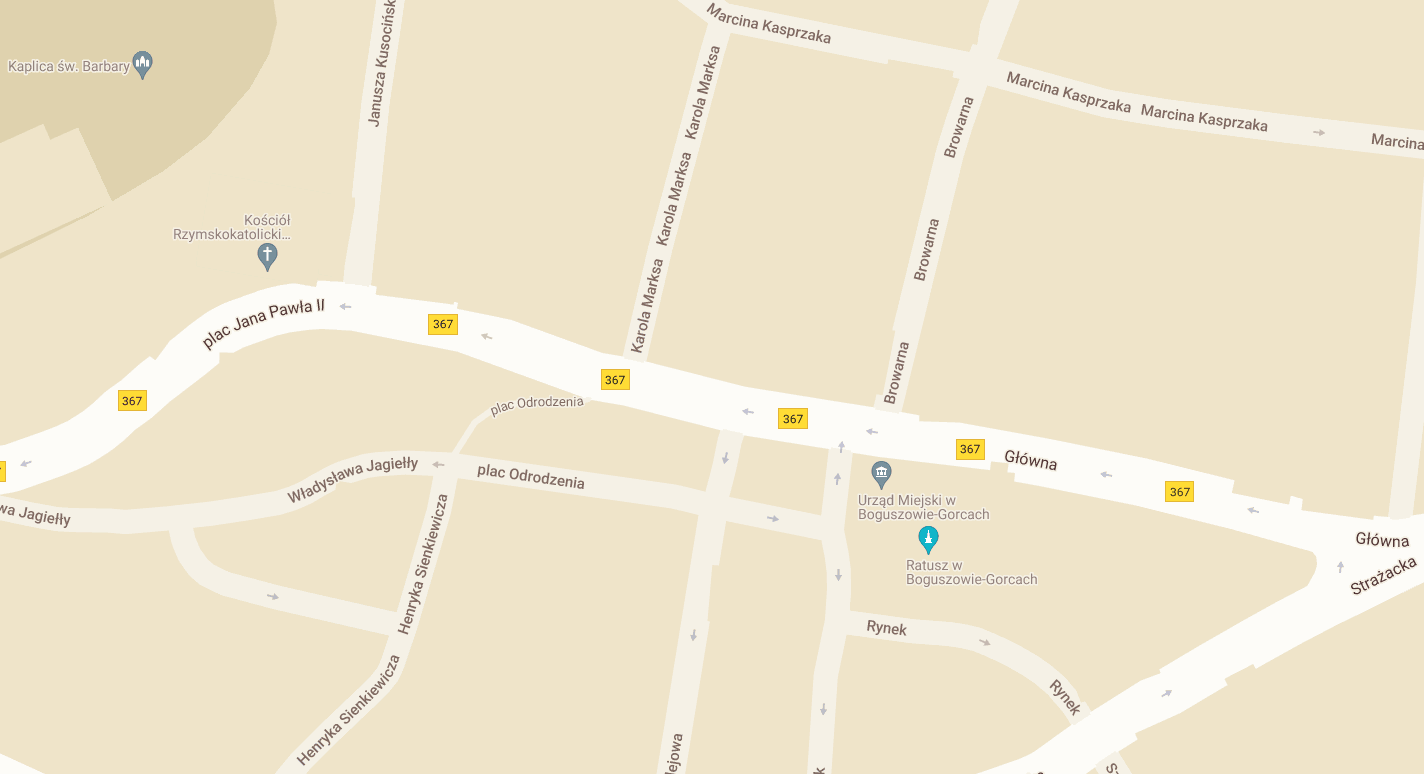 Marcina Kasprzaka
Janusza Kusocińsk
Kaplica św. Barbary
Karola Marksa
Marcina Kasprzaka
Marcina Kasprzaka
Marcina
Browarna
Karola Marksa
Kościół
Rzymskokatolicki...
Browarna
Karola Marksa
plac Jana Pawła II
367
Browarna
367
367
plac Odrodzenia
367
367
Główna
Władysława Jagiełły
plac Odrodzenia
367
wa Jagiełły
Urząd Miejski w
Boguszowie-Gorcach
Główna
Henryka Sienkiewicza
Ratusz w
Boguszowie-Gorcach
Strażacka
Rynek
Henryka Sienkiewicza
Rynek
lejowa
k